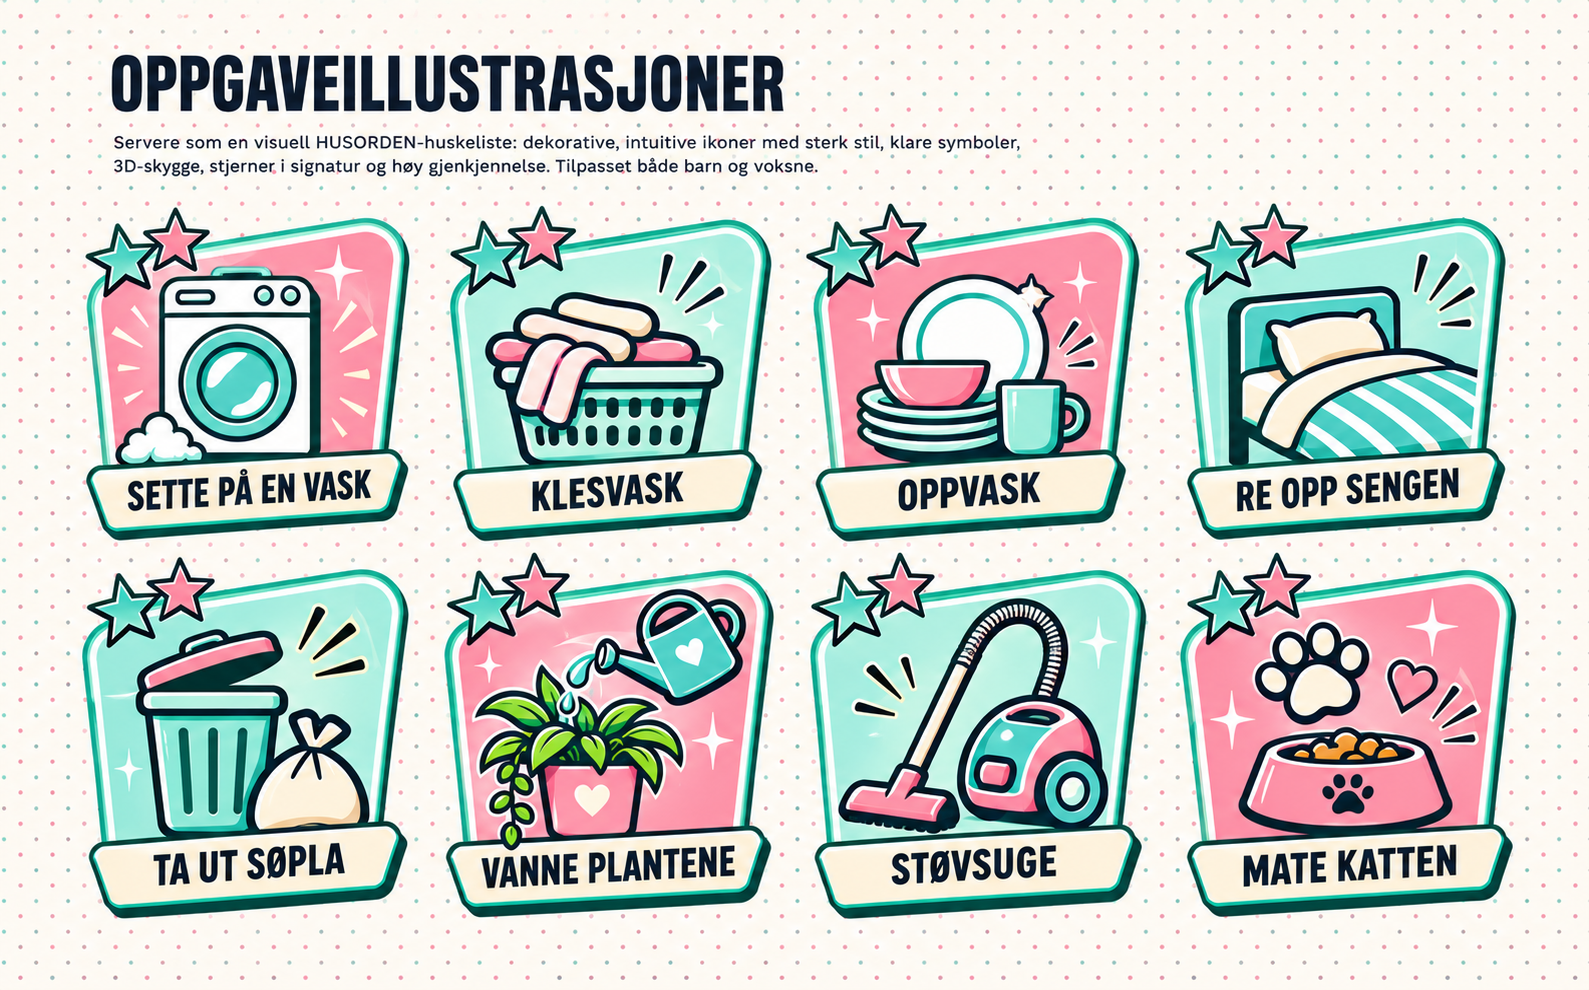 OPPGAVEILLUSTRASJONER
Servere som en visuell HUSORDEN-huskeliste: dekorative, intuitive ikoner med sterk stil, klare symboler,
3D-skygge, stjerner i signatur og høy gjenkjennelse. Tilpasset både barn og voksne.
SETTE PÅ EN VASK
KLESVASK
OPPVASK
RE OPP SENGEN
TA UT SØPLA
VANNE PLANTENE
STØVSUGE
MATE KATTEN